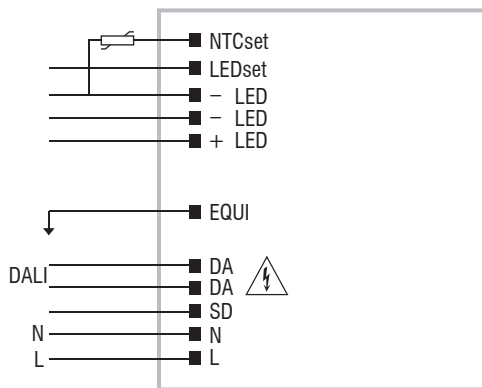 NTCset
LEDset
− LED
− LED
+ LED
EQUI
DALI
DA
DA
SD
N N
L L